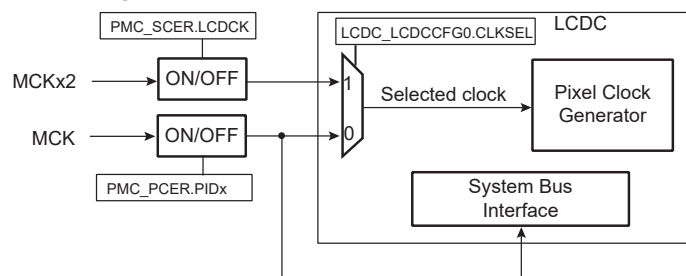 PMC_SCER.LCDCK
LCDC_LCDCCFG0.CLKSEL
LCDC
MCKx2
ON/OFF
1
Selected clock
Pixel Clock
Generator
MCK
ON/OFF
0
PMC_PCER.PIDx
System Bus
Interface